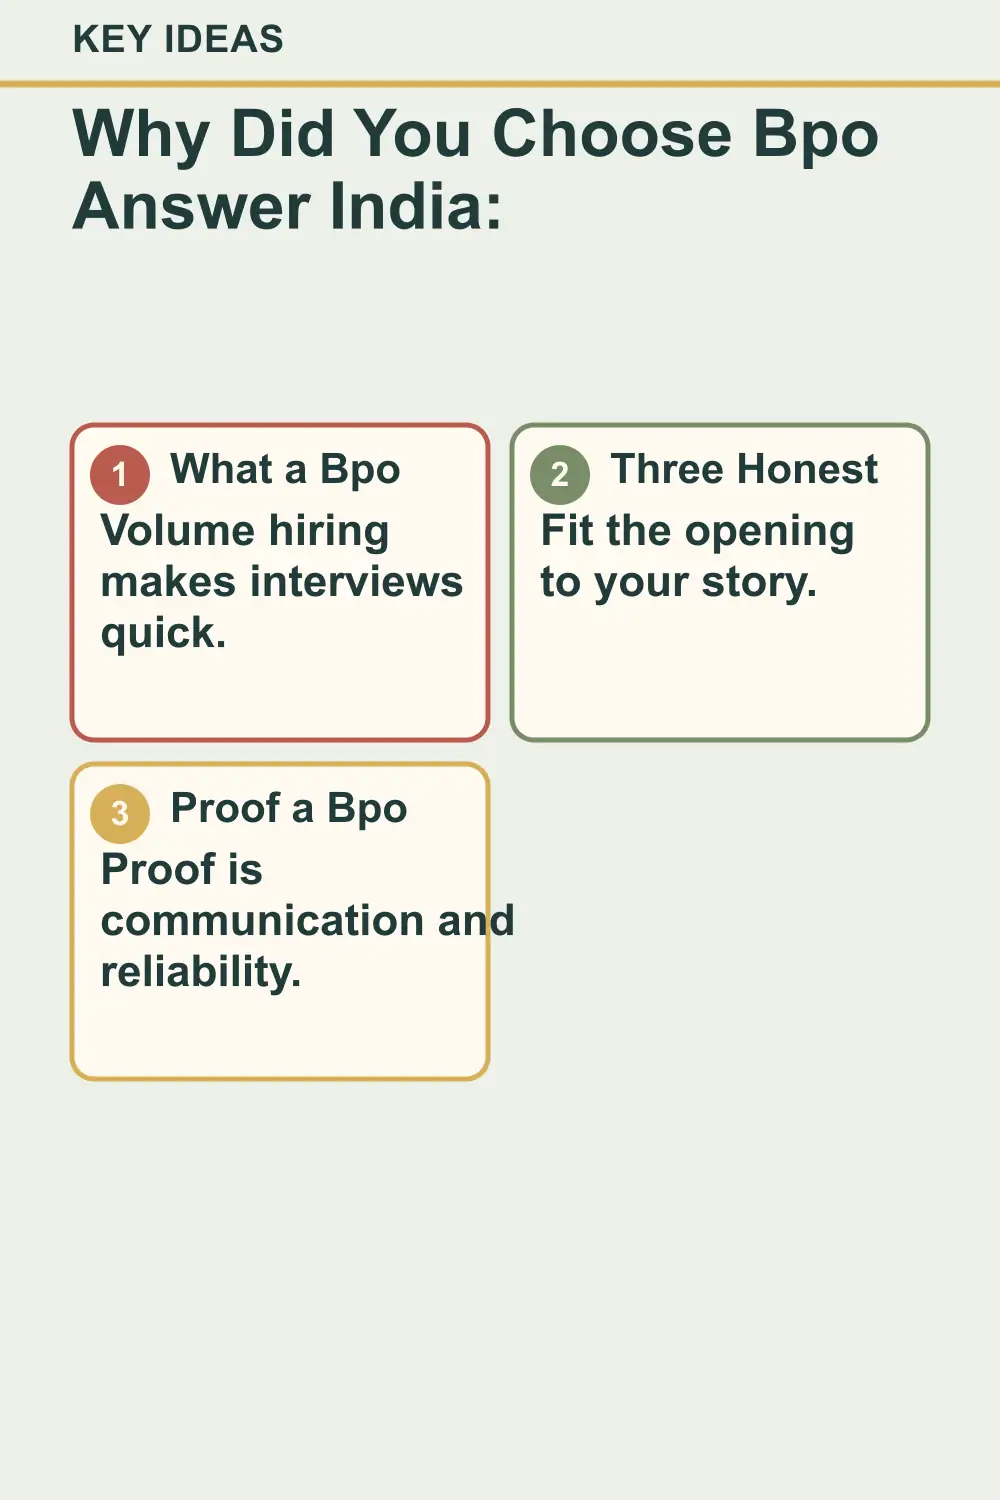 KEY IDEAS
Why Did You Choose Bpo
Answer India:
1 What a Bpo
Volume hiring
makes interviews
quick.
2 Three Honest
Fit the opening
to your story.
3 Proof a Bpo
Proof is
communication and
reliability.